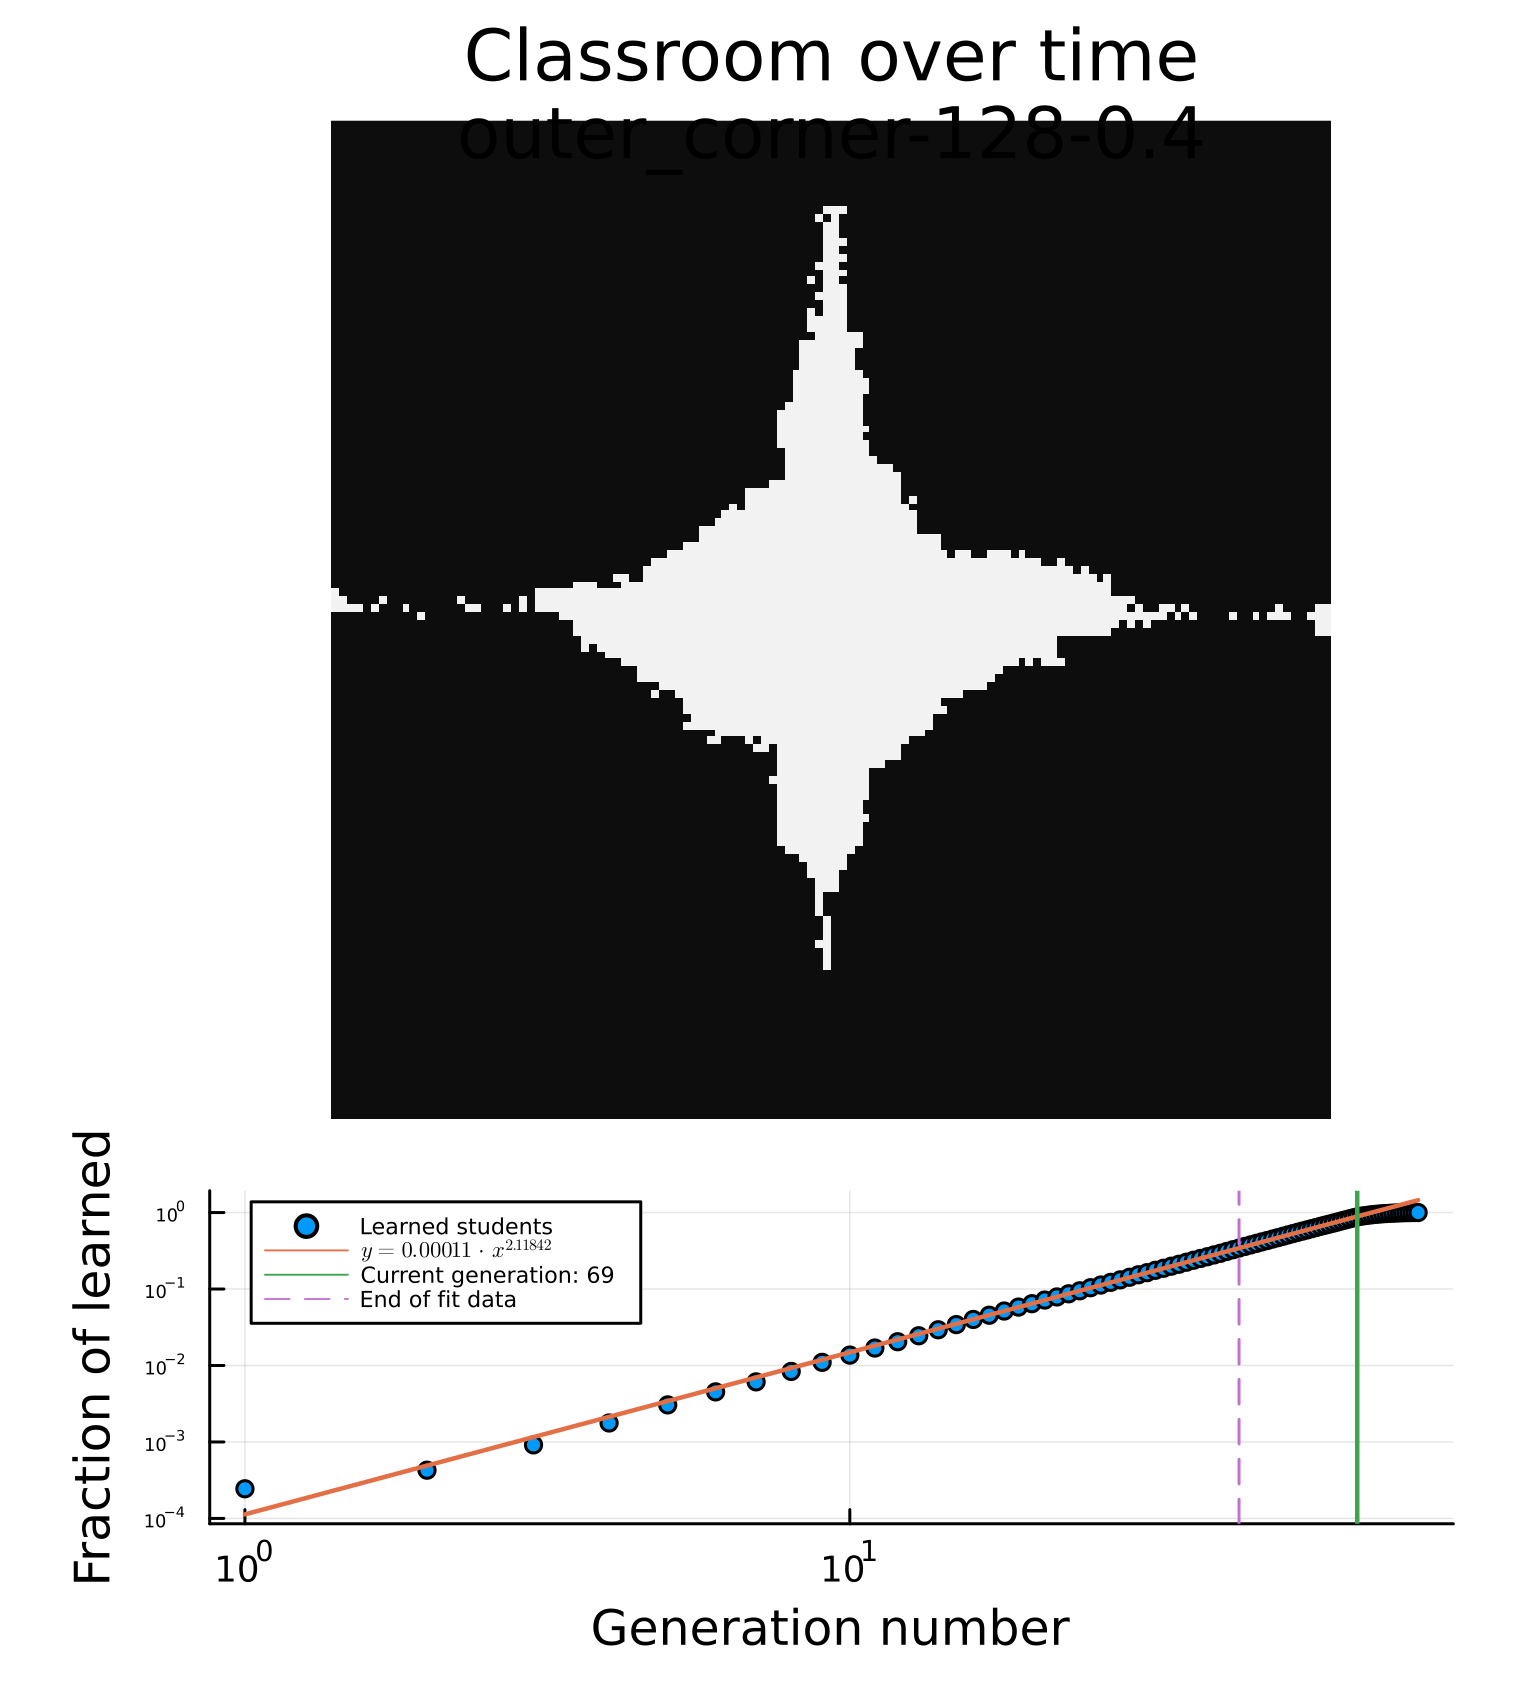 Classroom over time
outer_corner-128-0.4
Fraction of learned
10⁰
10⁻¹
10⁻²
10⁻³
10⁻⁴
Learned students
y = 0.00011 · x^2.11842
Current generation: 69
End of fit data
10⁰ 10¹
Generation number